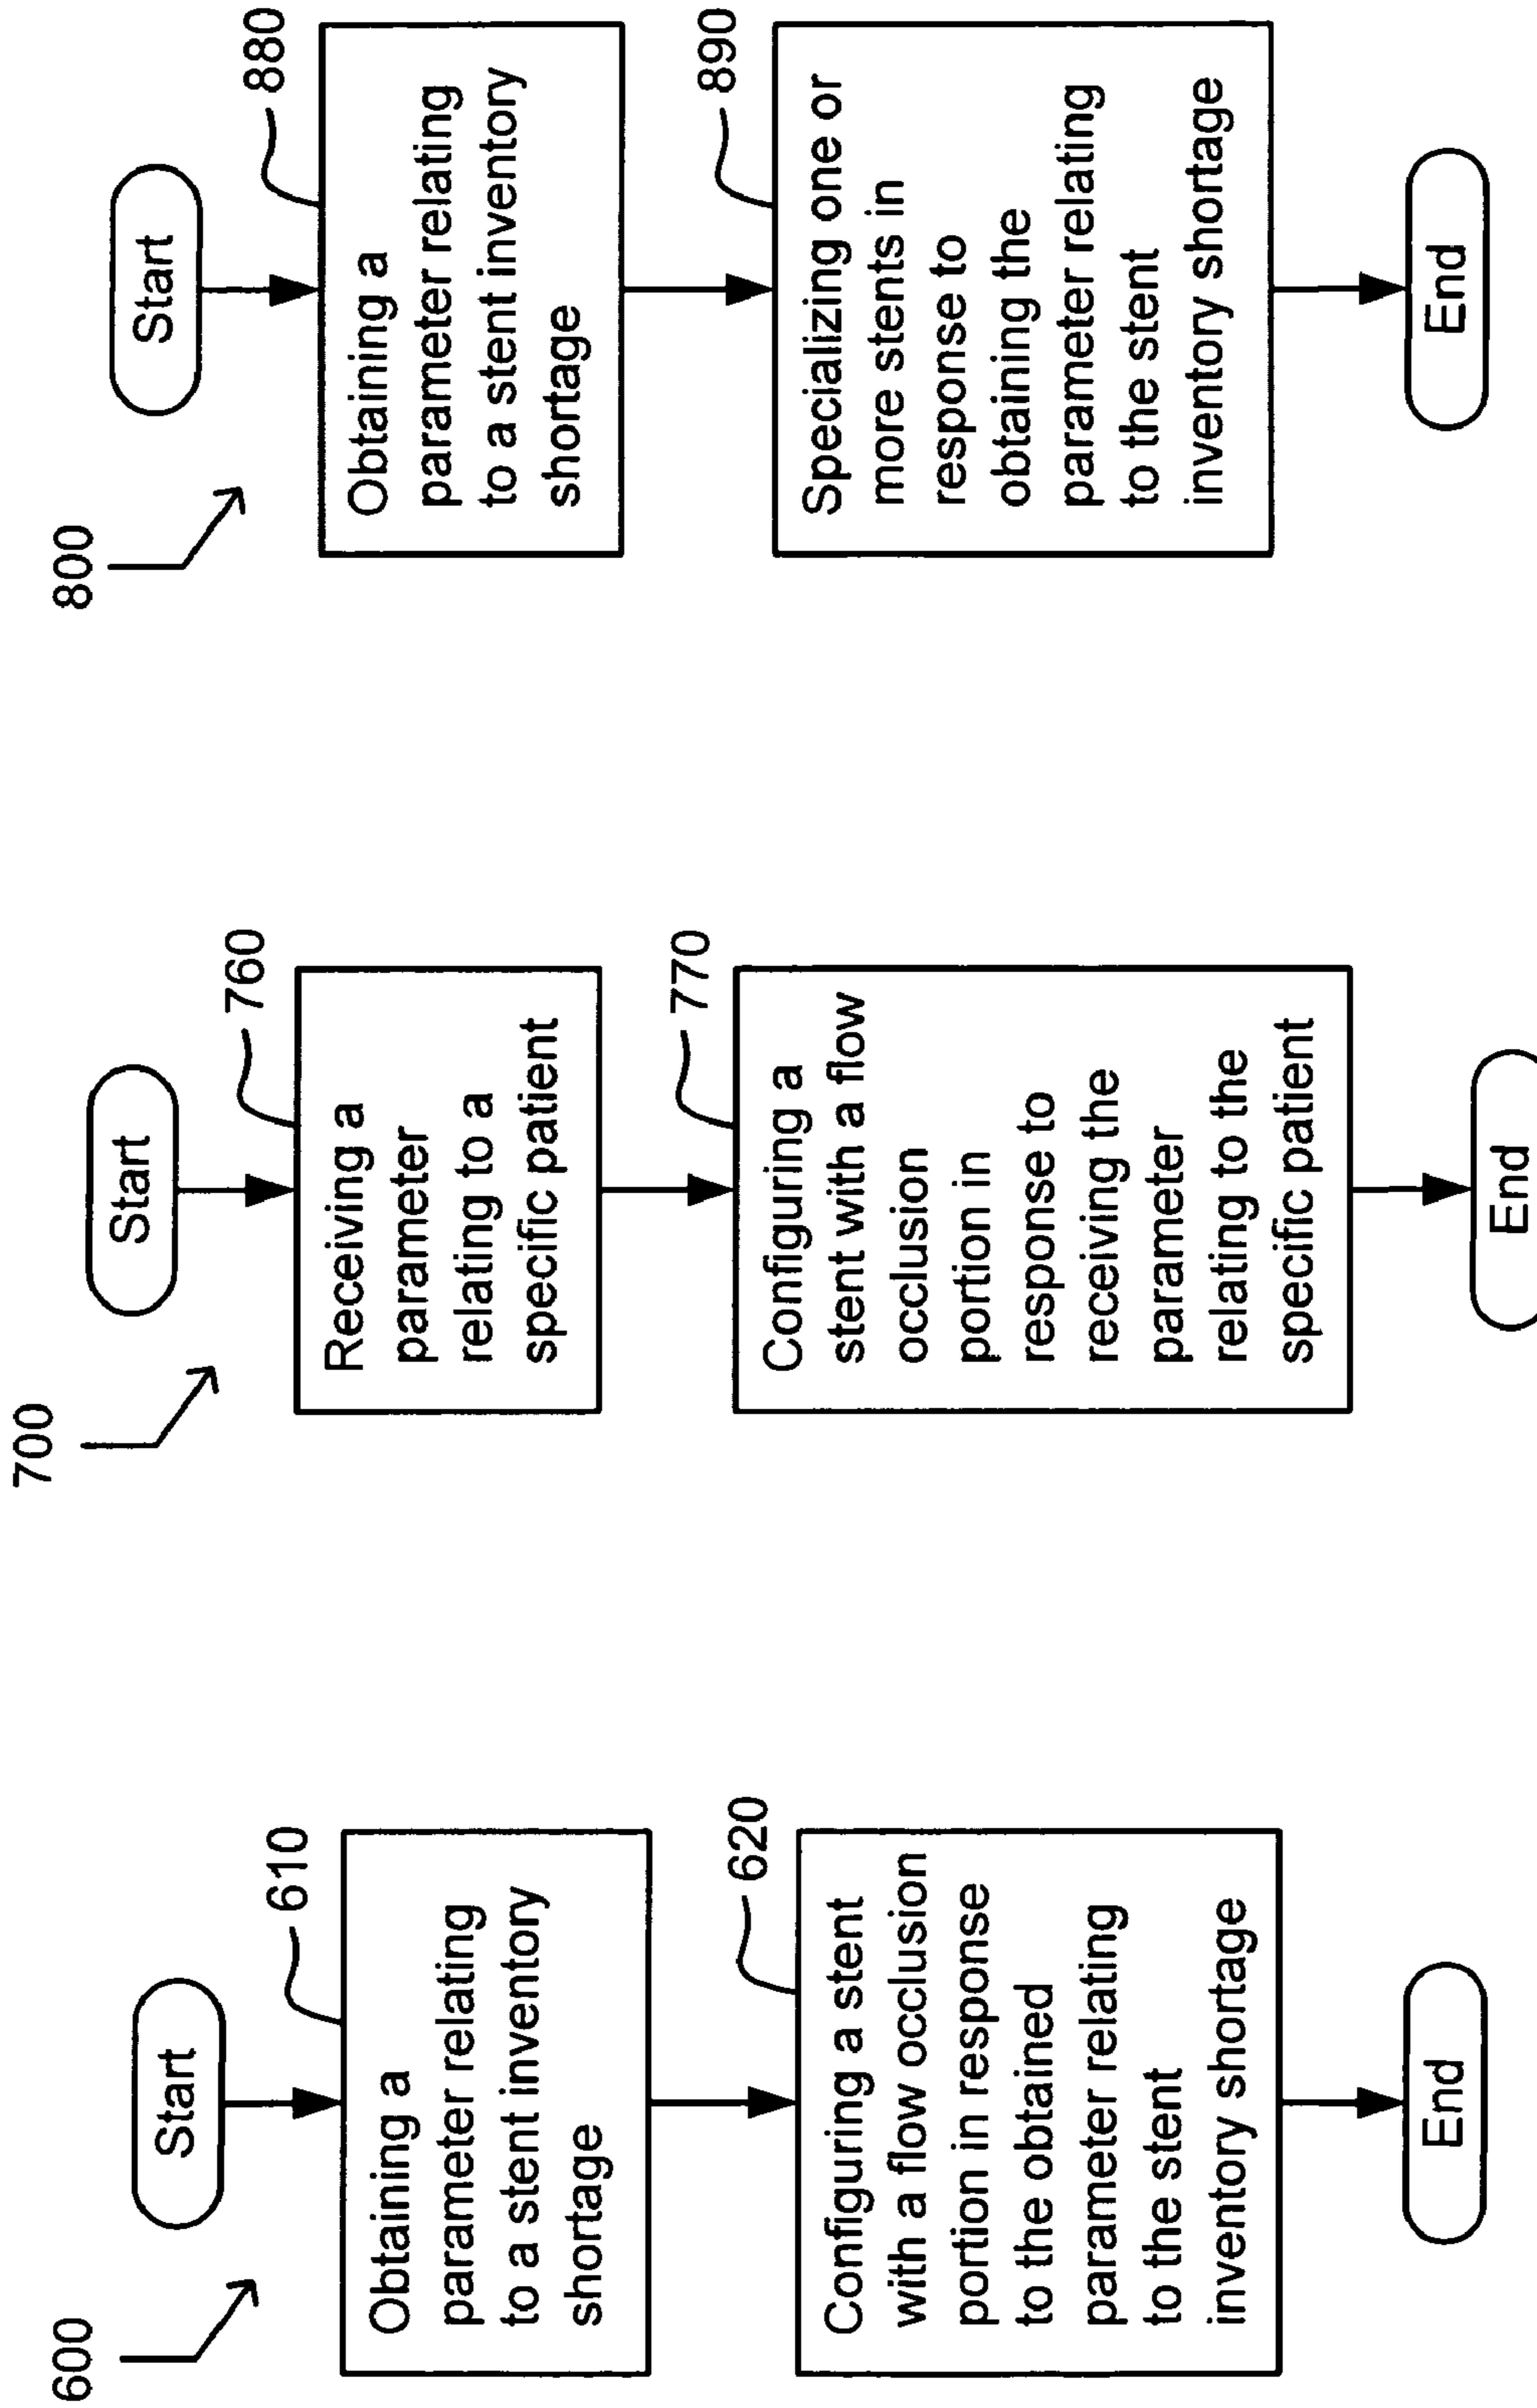 600
Start
610
Obtaining a
parameter relating
to a stent inventory
shortage
620
Configuring a stent
with a flow occlusion
portion in response
to the obtained
parameter relating
to the stent
inventory shortage
End
700
Start
760
Receiving a
parameter
relating to a
specific patient
770
Configuring a
stent with a flow
occlusion
portion in
response to
receiving the
parameter
relating to the
specific patient
End
800
Start
880
Obtaining a
parameter relating
to a stent inventory
shortage
890
Specializing one or
more stents in
response to
obtaining the
parameter relating
to the stent
inventory shortage
End